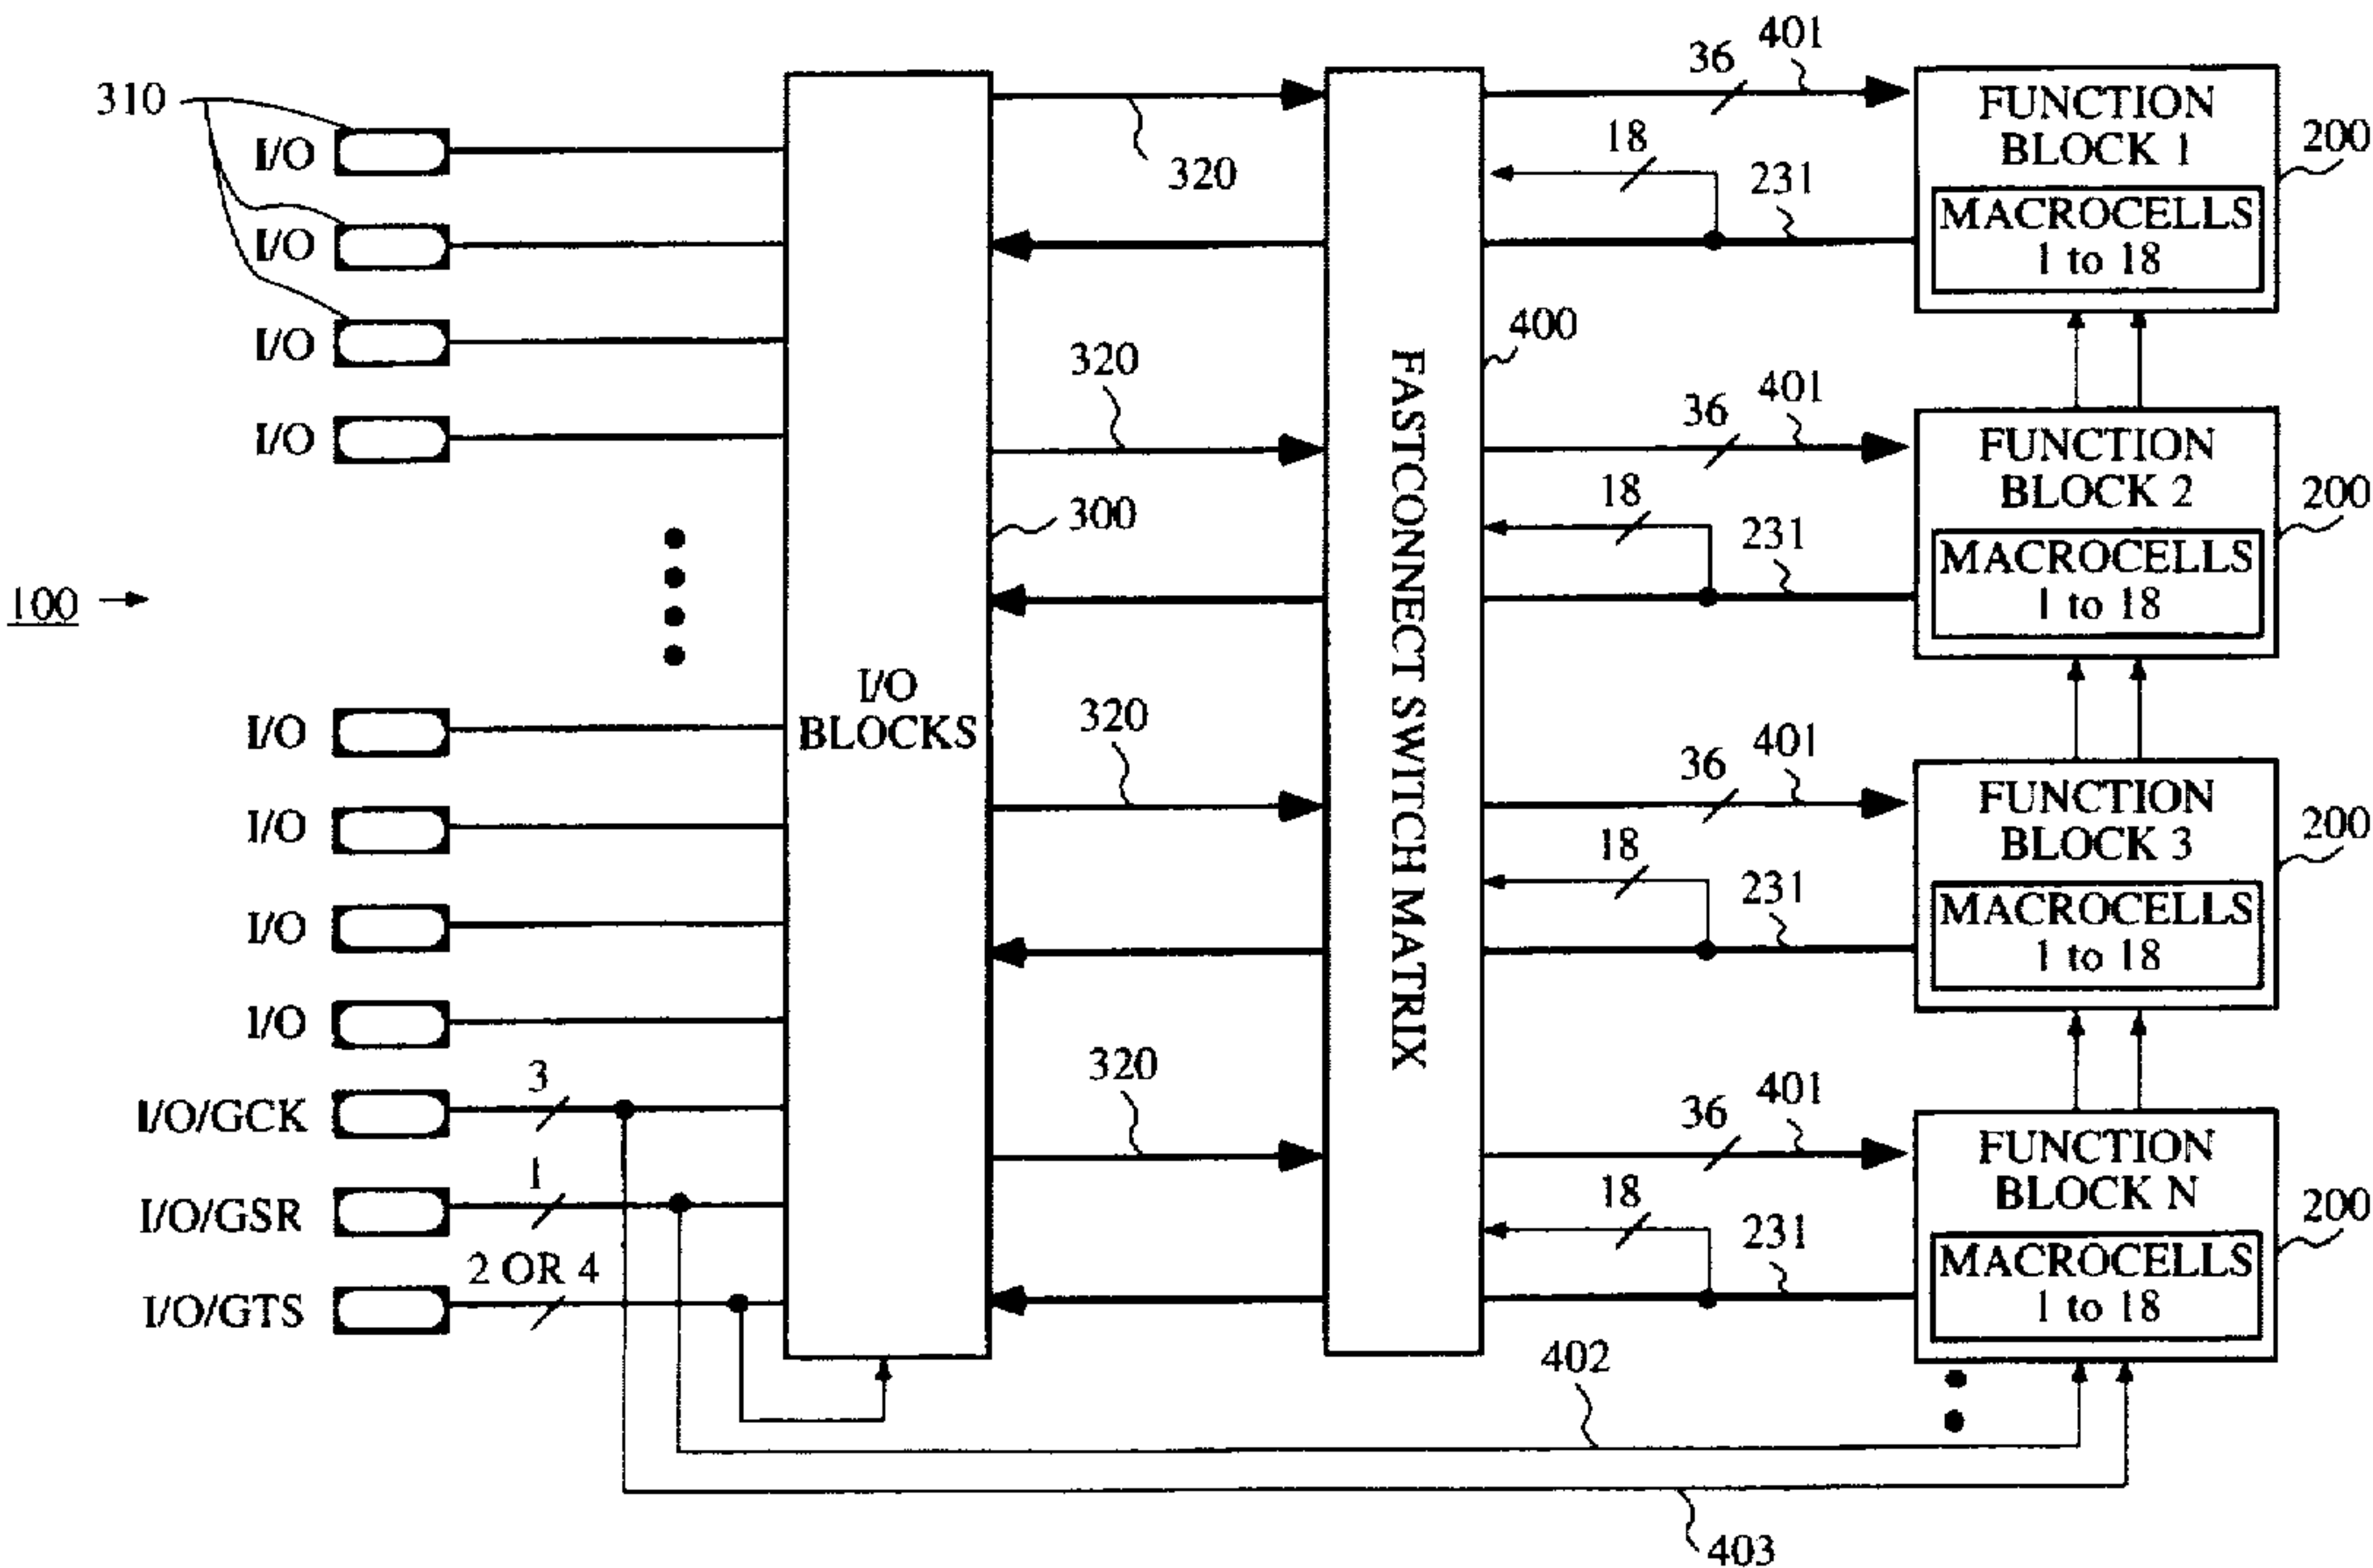 36
401
310
I/O
320
18
231
FUNCTION
BLOCK 1
MACROCELLS
1 to 18
200
I/O
I/O
400
I/O
320
36
401
18
231
FUNCTION
BLOCK 2
MACROCELLS
1 to 18
200
300
100
I/O
BLOCKS
FASTCONNECT SWITCH MATRIX
I/O
320
36
401
18
231
FUNCTION
BLOCK 3
MACROCELLS
1 to 18
200
I/O
I/O
I/O
I/O/GCK
3
320
36
401
18
231
FUNCTION
BLOCK N
MACROCELLS
1 to 18
200
I/O/GSR
1
I/O/GTS
2 OR 4
402
403